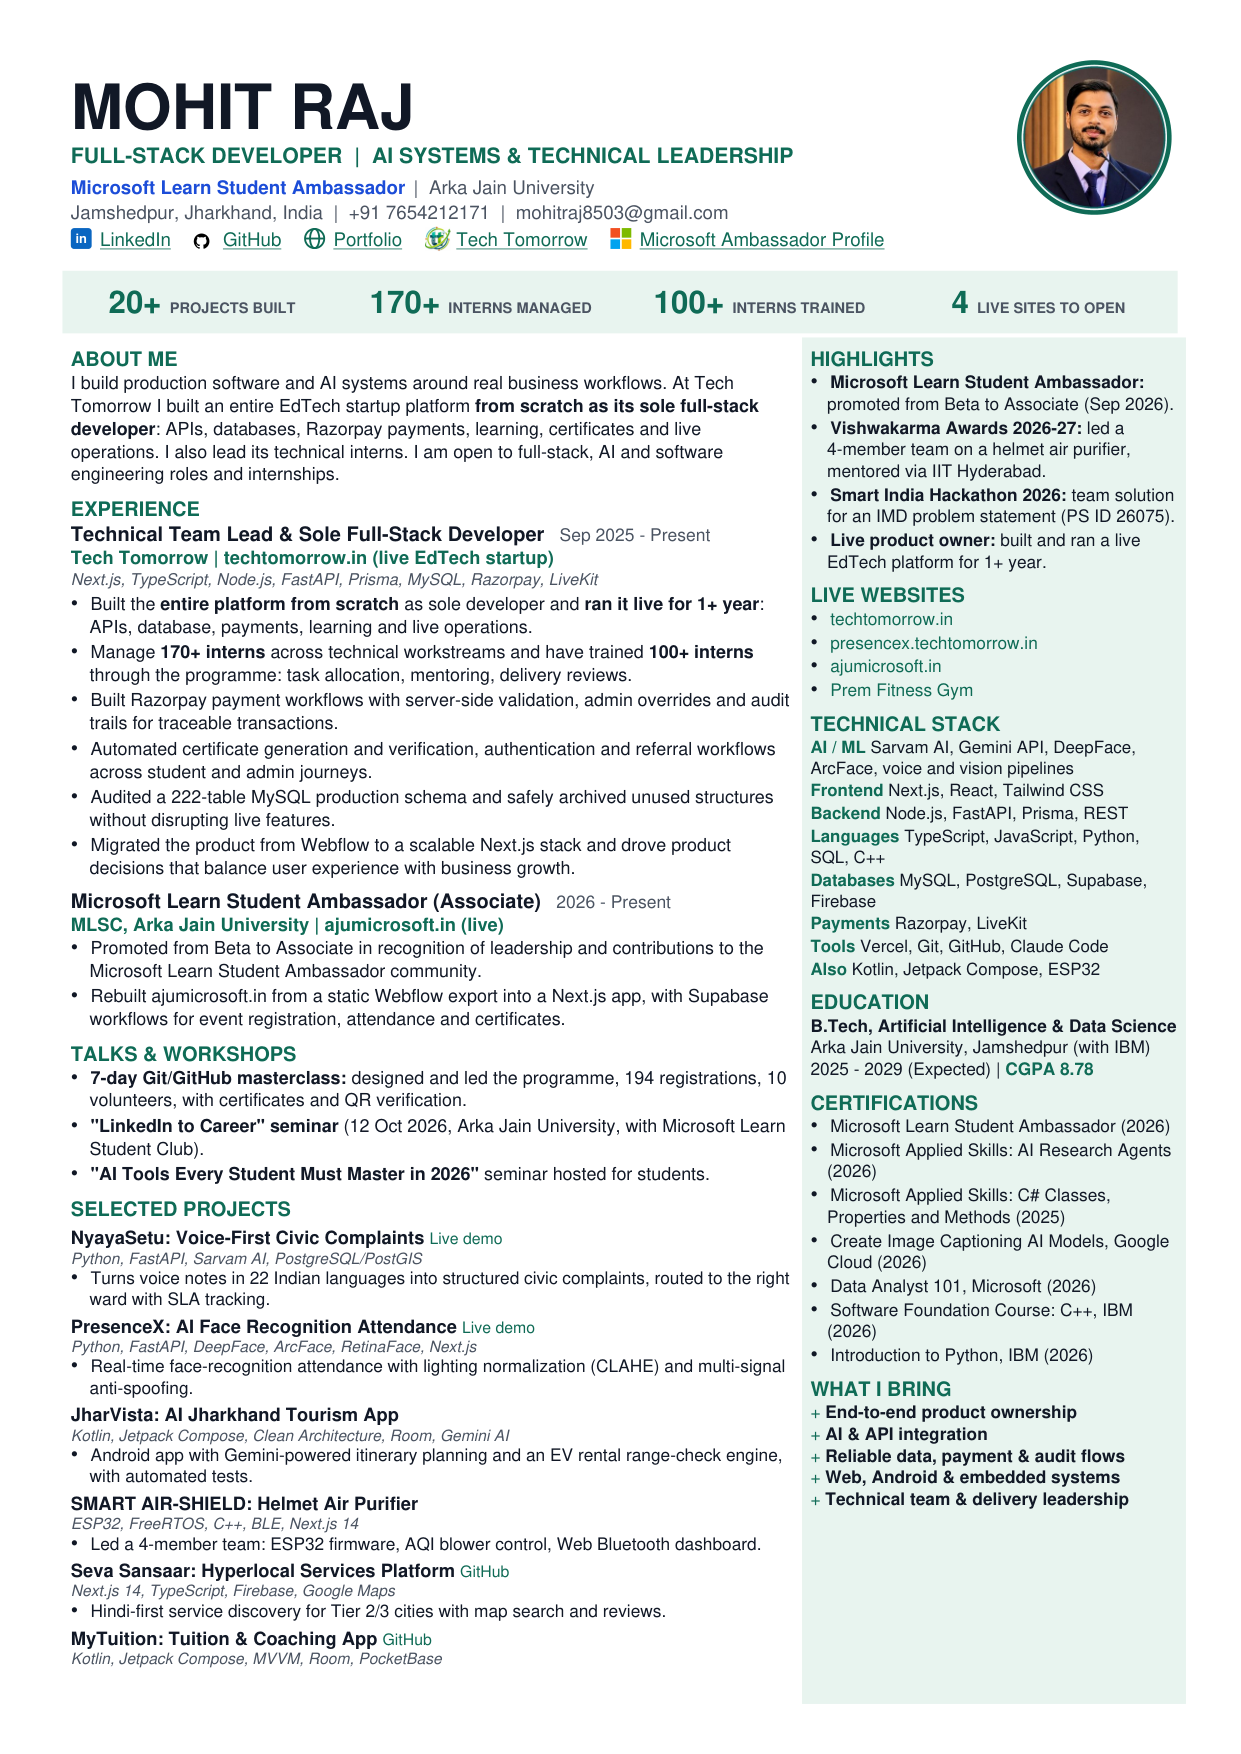 MOHIT RAJ
FULL-STACK DEVELOPER | AI SYSTEMS & TECHNICAL LEADERSHIP
Microsoft Learn Student Ambassador | Arka Jain University
Jamshedpur, Jharkhand, India | +91 7654212171 | mohitraj8503@gmail.com
in LinkedIn GitHub Portfolio Tech Tomorrow Microsoft Ambassador Profile
20+ PROJECTS BUILT 170+ INTERNS MANAGED 100+ INTERNS TRAINED 4 LIVE SITES TO OPEN
ABOUT ME
I build production software and AI systems around real business workflows. At Tech
Tomorrow I built an entire EdTech startup platform from scratch as its sole full-stack
developer: APIs, databases, Razorpay payments, learning, certificates and live
operations. I also lead its technical interns. I am open to full-stack, AI and software
engineering roles and internships.
EXPERIENCE
Technical Team Lead & Sole Full-Stack Developer Sep 2025 - Present
Tech Tomorrow | techtomorrow.in (live EdTech startup)
Next.js, TypeScript, Node.js, FastAPI, Prisma, MySQL, Razorpay, LiveKit
• Built the entire platform from scratch as sole developer and ran it live for 1+ year:
APIs, database, payments, learning and live operations.
• Manage 170+ interns across technical workstreams and have trained 100+ interns
through the programme: task allocation, mentoring, delivery reviews.
• Built Razorpay payment workflows with server-side validation, admin overrides and audit
trails for traceable transactions.
• Automated certificate generation and verification, authentication and referral workflows
across student and admin journeys.
• Audited a 222-table MySQL production schema and safely archived unused structures
without disrupting live features.
• Migrated the product from Webflow to a scalable Next.js stack and drove product
decisions that balance user experience with business growth.
Microsoft Learn Student Ambassador (Associate) 2026 - Present
MLSC, Arka Jain University | ajumicrosoft.in (live)
• Promoted from Beta to Associate in recognition of leadership and contributions to the
Microsoft Learn Student Ambassador community.
• Rebuilt ajumicrosoft.in from a static Webflow export into a Next.js app, with Supabase
workflows for event registration, attendance and certificates.
TALKS & WORKSHOPS
• 7-day Git/GitHub masterclass: designed and led the programme, 194 registrations, 10
volunteers, with certificates and QR verification.
• "LinkedIn to Career" seminar (12 Oct 2026, Arka Jain University, with Microsoft Learn
Student Club).
• "AI Tools Every Student Must Master in 2026" seminar hosted for students.
SELECTED PROJECTS
NyayaSetu: Voice-First Civic Complaints Live demo
Python, FastAPI, Sarvam AI, PostgreSQL/PostGIS
• Turns voice notes in 22 Indian languages into structured civic complaints, routed to the right
ward with SLA tracking.
PresenceX: AI Face Recognition Attendance Live demo
Python, FastAPI, DeepFace, ArcFace, RetinaFace, Next.js
• Real-time face-recognition attendance with lighting normalization (CLAHE) and multi-signal
anti-spoofing.
JharVista: AI Jharkhand Tourism App
Kotlin, Jetpack Compose, Clean Architecture, Room, Gemini AI
• Android app with Gemini-powered itinerary planning and an EV rental range-check engine,
with automated tests.
SMART AIR-SHIELD: Helmet Air Purifier
ESP32, FreeRTOS, C++, BLE, Next.js 14
• Led a 4-member team: ESP32 firmware, AQI blower control, Web Bluetooth dashboard.
Seva Sansaar: Hyperlocal Services Platform GitHub
Next.js 14, TypeScript, Firebase, Google Maps
• Hindi-first service discovery for Tier 2/3 cities with map search and reviews.
MyTuition: Tuition & Coaching App GitHub
Kotlin, Jetpack Compose, MVVM, Room, PocketBase
HIGHLIGHTS
• Microsoft Learn Student Ambassador:
promoted from Beta to Associate (Sep 2026).
• Vishwakarma Awards 2026-27: led a
4-member team on a helmet air purifier,
mentored via IIT Hyderabad.
• Smart India Hackathon 2026: team solution
for an IMD problem statement (PS ID 26075).
• Live product owner: built and ran a live
EdTech platform for 1+ year.
LIVE WEBSITES
• techtomorrow.in
• presencex.techtomorrow.in
• ajumicrosoft.in
• Prem Fitness Gym
TECHNICAL STACK
AI / ML Sarvam AI, Gemini API, DeepFace,
ArcFace, voice and vision pipelines
Frontend Next.js, React, Tailwind CSS
Backend Node.js, FastAPI, Prisma, REST
Languages TypeScript, JavaScript, Python,
SQL, C++
Databases MySQL, PostgreSQL, Supabase,
Firebase
Payments Razorpay, LiveKit
Tools Vercel, Git, GitHub, Claude Code
Also Kotlin, Jetpack Compose, ESP32
EDUCATION
B.Tech, Artificial Intelligence & Data Science
Arka Jain University, Jamshedpur (with IBM)
2025 - 2029 (Expected) | CGPA 8.78
CERTIFICATIONS
• Microsoft Learn Student Ambassador (2026)
• Microsoft Applied Skills: AI Research Agents
(2026)
• Microsoft Applied Skills: C# Classes,
Properties and Methods (2025)
• Create Image Captioning AI Models, Google
Cloud (2026)
• Data Analyst 101, Microsoft (2026)
• Software Foundation Course: C++, IBM
(2026)
• Introduction to Python, IBM (2026)
WHAT I BRING
+ End-to-end product ownership
+ AI & API integration
+ Reliable data, payment & audit flows
+ Web, Android & embedded systems
+ Technical team & delivery leadership